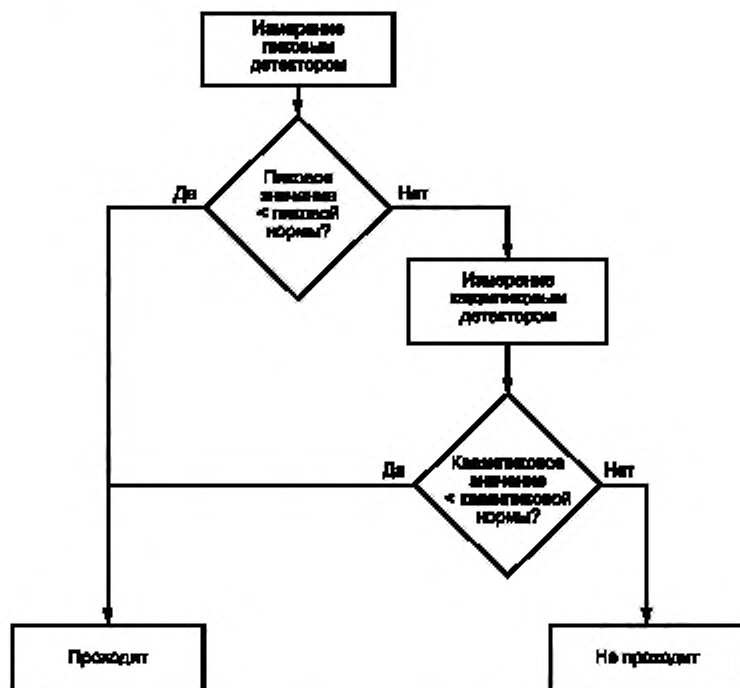 Измерение
пиковым
детектором
Пиковое
значение
< пиковой
нормы?
Да
Нет
Измерение
квазипиковым
детектором
Квазипиковое
значение
< квазипиковой
нормы?
Да
Нет
Проходит
Не проходит